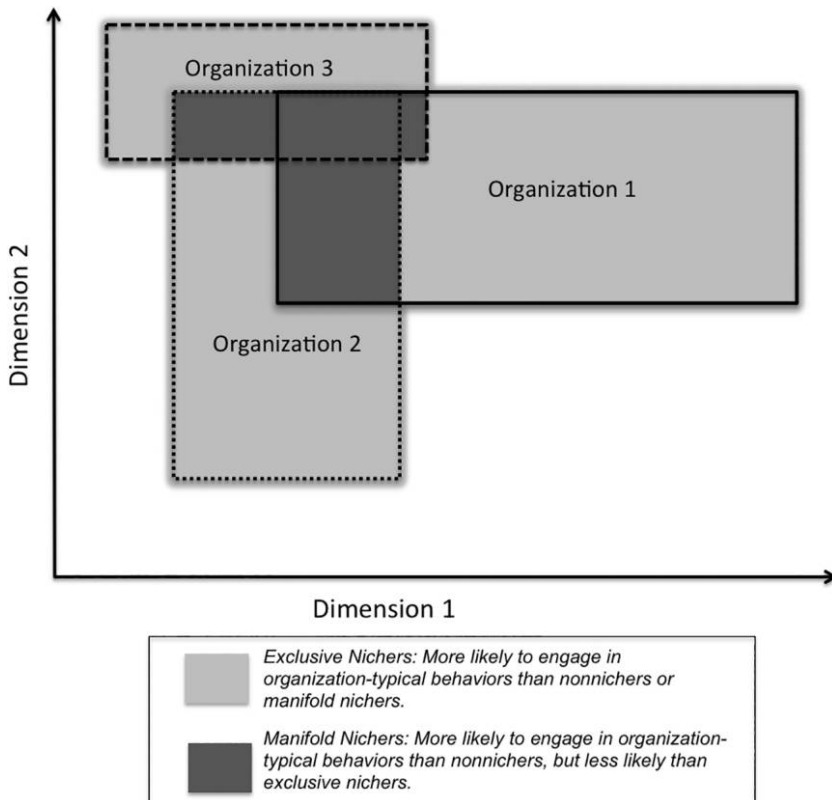 Organization 3
Organization 1
Organization 2
Dimension 2
Dimension 1
Exclusive Nichers: More likely to engage in
organization-typical behaviors than nonnichers or
manifold nichers.
Manifold Nichers: More likely to engage in organization-
typical behaviors than nonnichers, but less likely than
exclusive nichers.